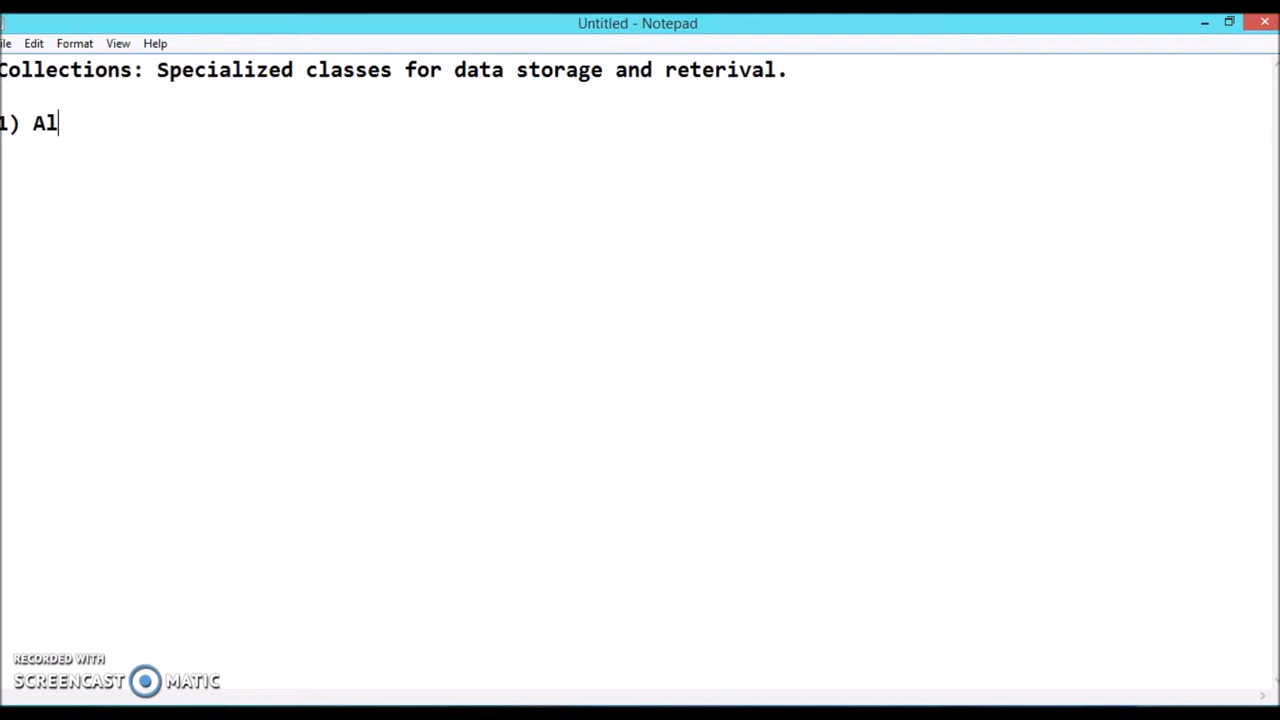 Untitled - Notepad
ile Edit Format View Help
Collections: Specialized classes for data storage and reterival.
1) Al
RECORDED WITH
SCREENCAST MATIC